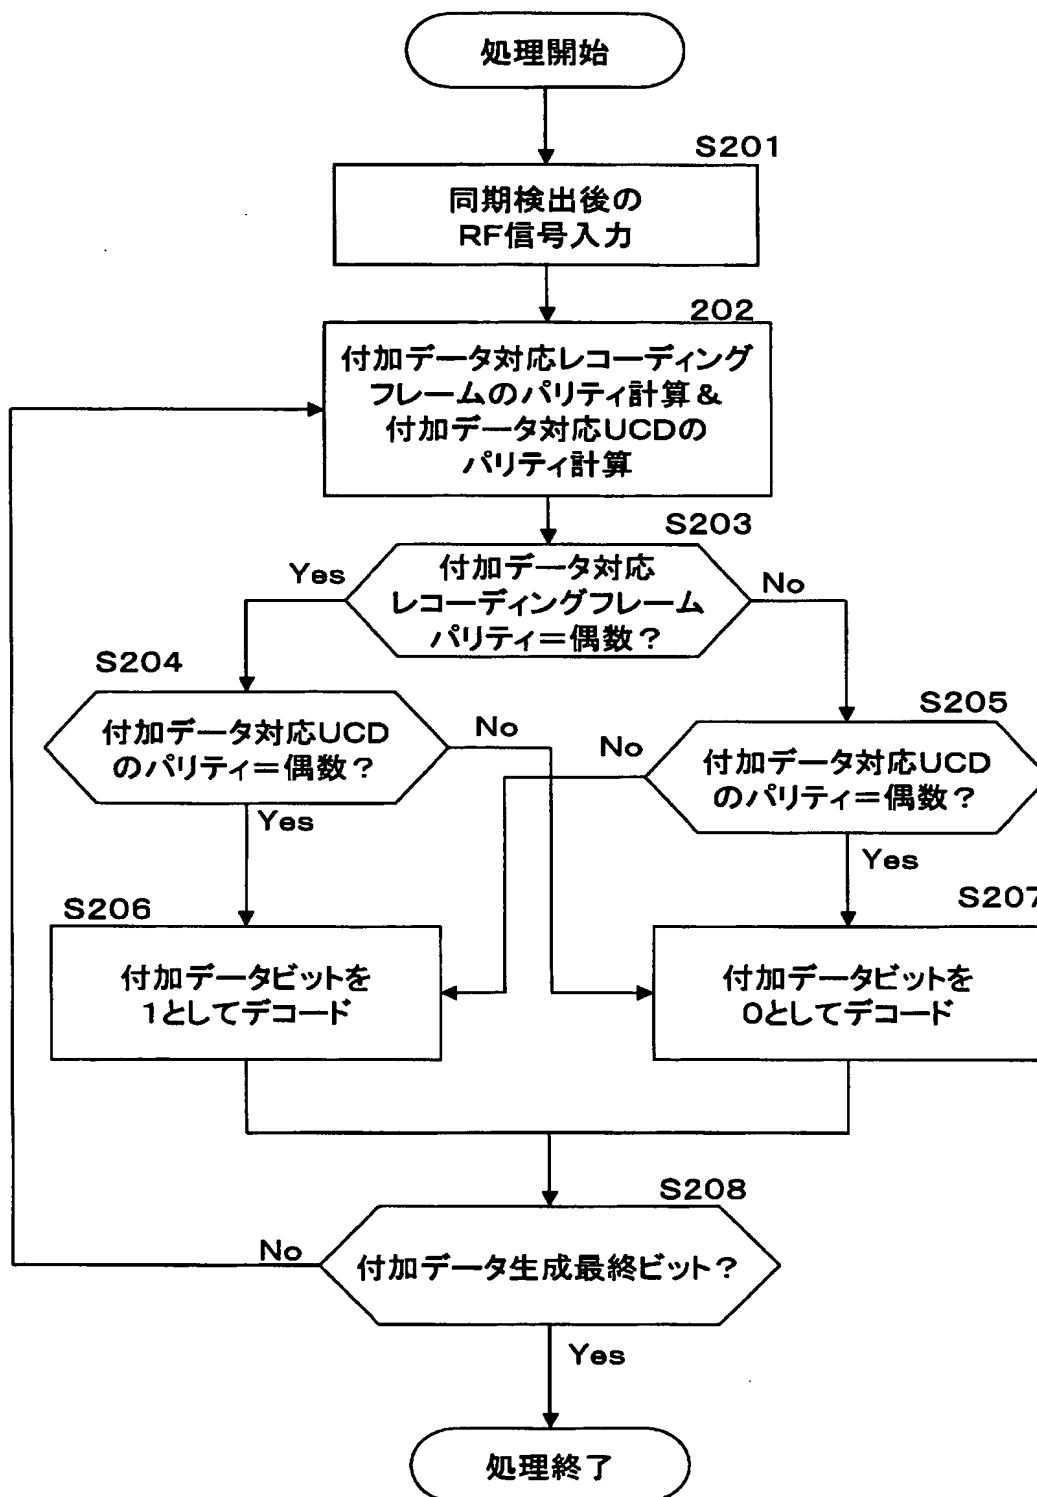 処理開始
S201
同期検出後の
RF信号入力
202
付加データ対応レコーディング
フレームのパリティ計算&
付加データ対応UCDの
パリティ計算
S203
付加データ対応
レコーディングフレーム
パリティ=偶数?
Yes
No
S204
付加データ対応UCD
のパリティ=偶数?
No
Yes
S205
付加データ対応UCD
のパリティ=偶数?
No
Yes
S206
付加データビットを
1としてデコード
S207
付加データビットを
0としてデコード
S208
付加データ生成最終ビット?
No
Yes
処理終了